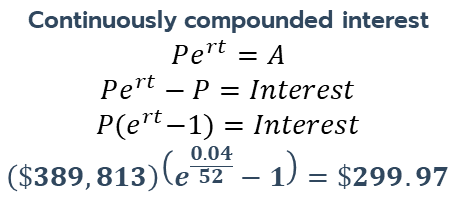 Continuously compounded interest
Pe^{rt} = A
Pe^{rt} − P = Interest
P(e^{rt} − 1) = Interest
($389,813)(e^{\frac{0.04}{52}} − 1) = $299.97